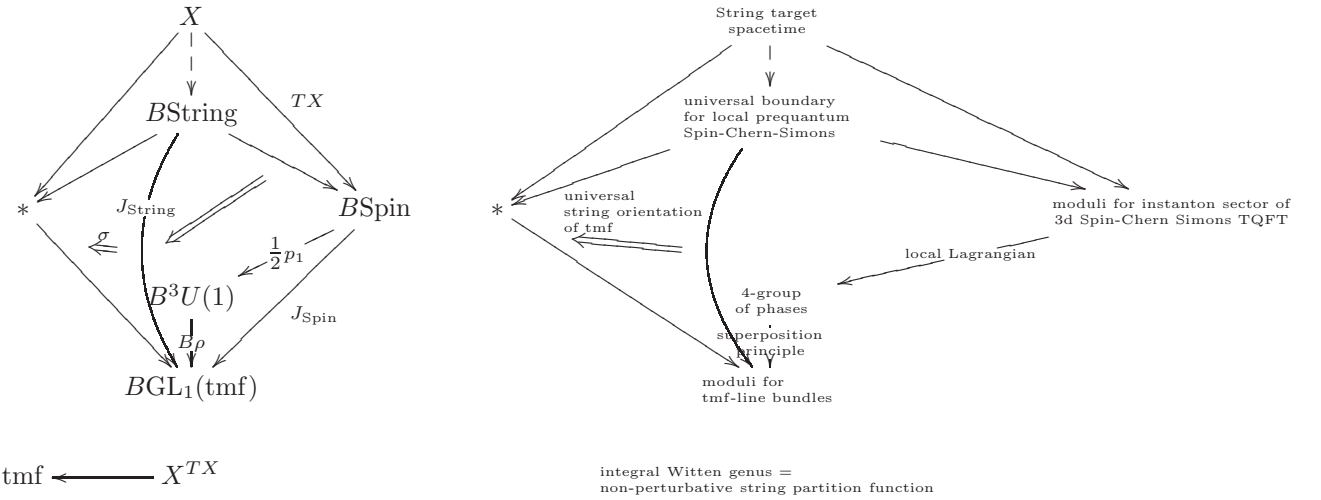 X
TX
BString
*
J_String
BSpin
σ
1/2 p₁
B³U(1)
J_Spin
Bρ
BGL₁(tmf)
tmf
X^{TX}
String target
spacetime
universal boundary
for local prequantum
Spin-Chern-Simons
*
universal
string orientation
of tmf
moduli for instanton sector of
3d Spin-Chern Simons TQFT
local Lagrangian
4-group
of phases
superposition
principle
moduli for
tmf-line bundles
integral Witten genus =
non-perturbative string partition function